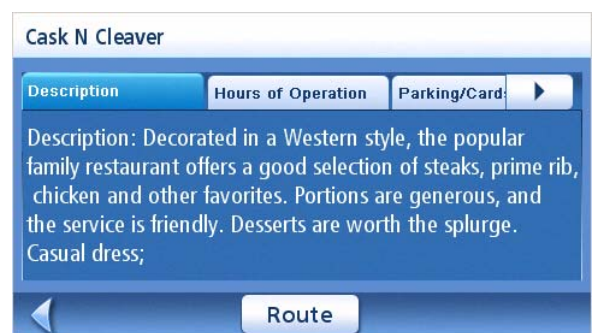 Cask N Cleaver
Description Hours of Operation Parking/Card
Description: Decorated in a Western style, the popular
family restaurant offers a good selection of steaks, prime rib,
chicken and other favorites. Portions are generous, and
the service is friendly. Desserts are worth the splurge.
Casual dress;
Route